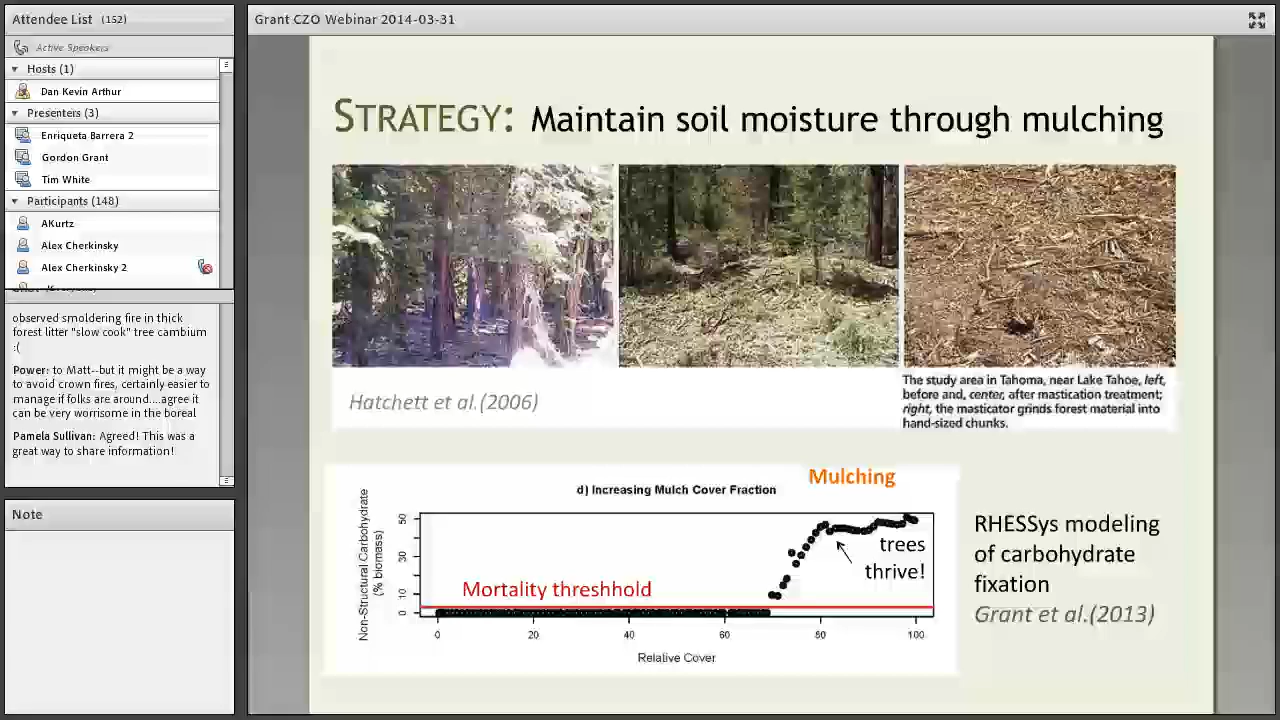 Attendee List (152)
Active Speakers
Hosts (1)
Dan Kevin Arthur
Presenters (3)
Enriqueta Barrera 2
Gordon Grant
Tim White
Participants (148)
AKurtz
Alex Cherkinsky
Alex Cherkinsky 2
observed smoldering fire in thick
forest litter "slow cook" tree cambium
:(
Power: to Matt--but it might be a way
to avoid crown fires, certainly easier to
manage if folks are around....agree it
can be very worrisome in the boreal
Pamela Sullivan: Agreed! This was a
great way to share information!
Note
Grant CZO Webinar 2014-03-31
STRATEGY: Maintain soil moisture through mulching
Hatchett et al.(2006)
The study area in Tahoma, near Lake Tahoe, left,
before and, center, after mastication treatment;
right, the masticator grinds forest material into
hand-sized chunks.
Mulching
d) Increasing Mulch Cover Fraction
Non-Structural Carbohydrate
(% biomass)
50
30
10
0
trees
thrive!
Mortality threshhold
0 20 40 60 80 100
Relative Cover
RHESSys modeling
of carbohydrate
fixation
Grant et al.(2013)